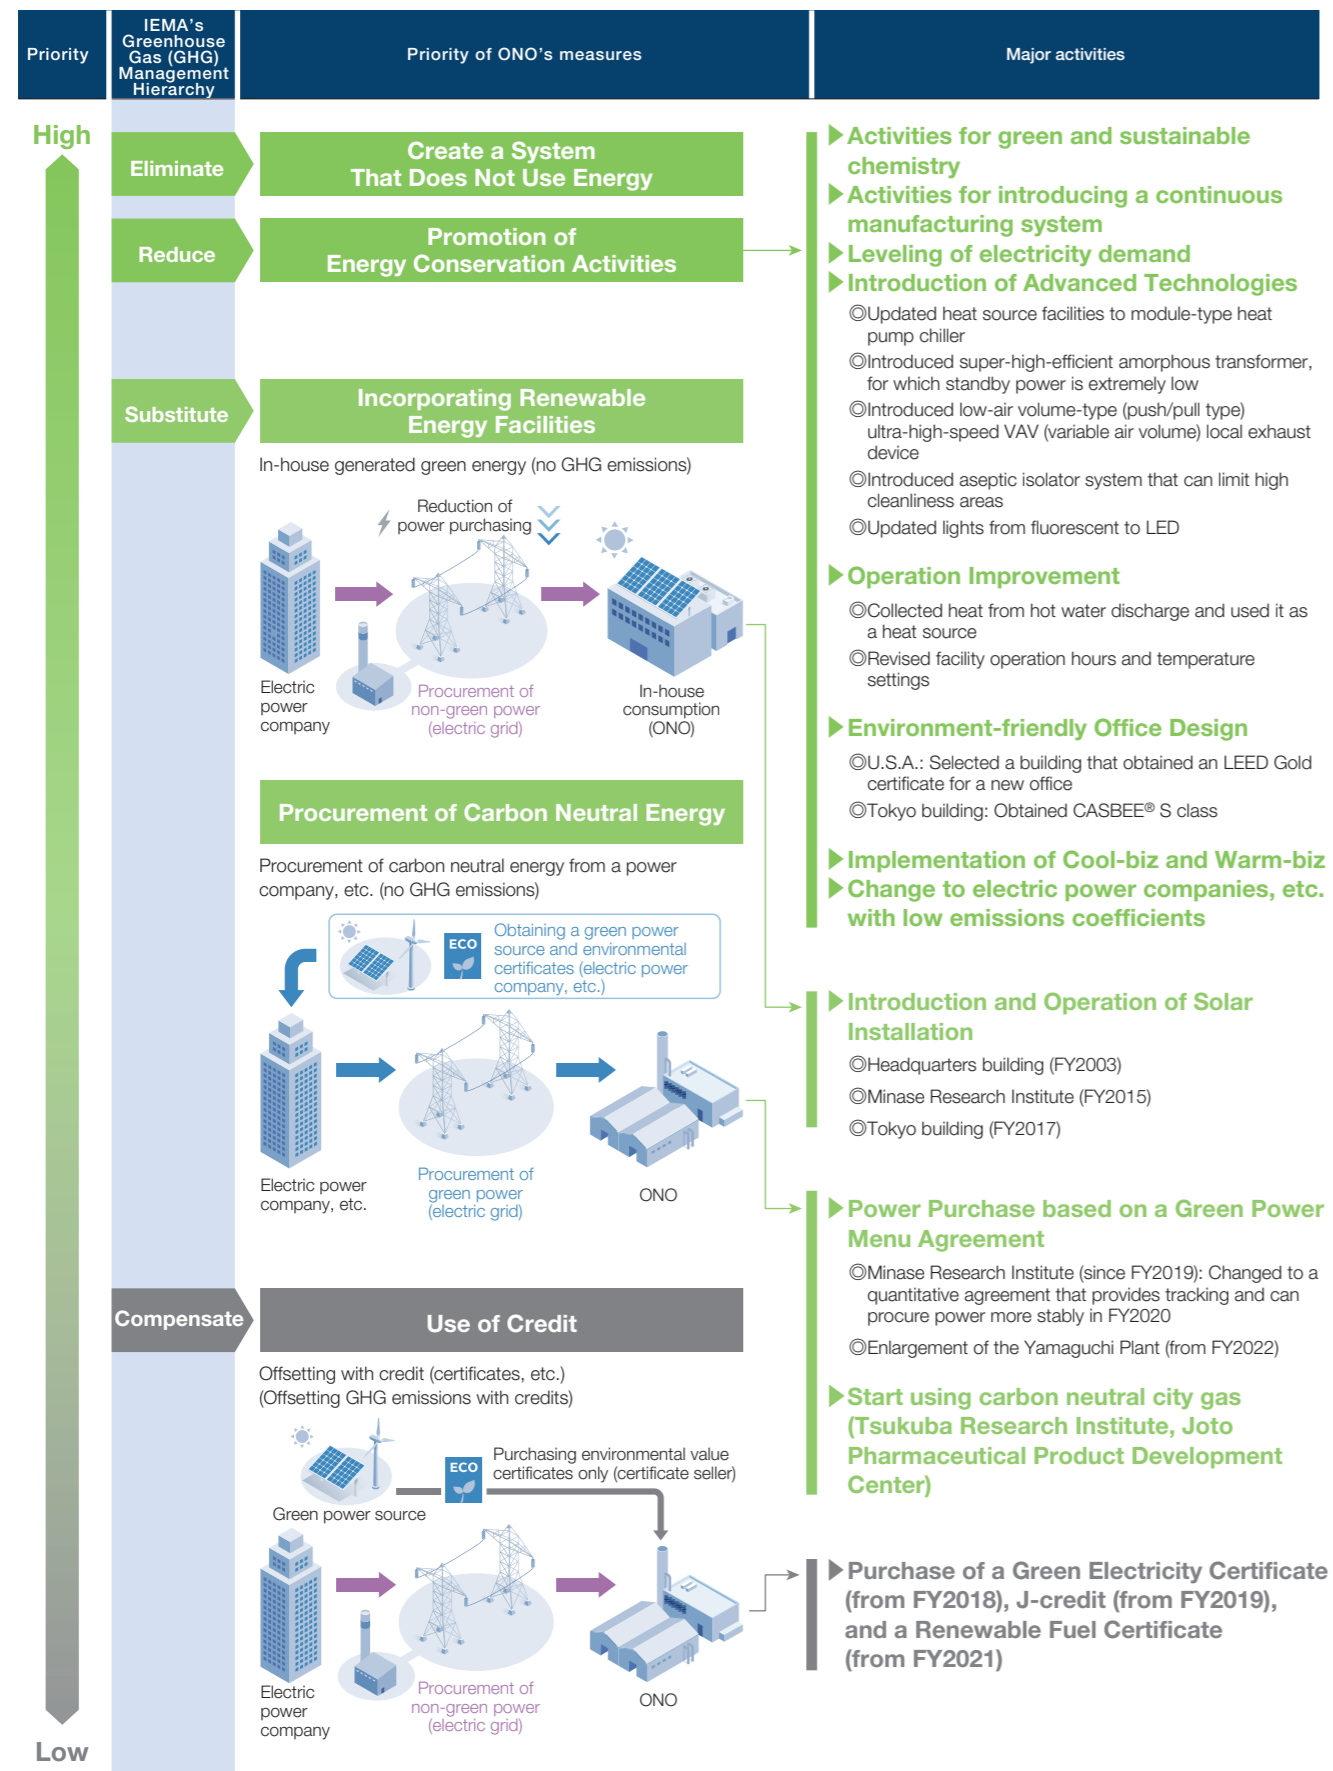 Priority
IEMA's
Greenhouse
Gas (GHG)
Management
Hierarchy
Priority of ONO's measures
Major activities
High
Eliminate
Create a System
That Does Not Use Energy
Reduce
Promotion of
Energy Conservation Activities
▶Activities for green and sustainable
chemistry
▶Activities for introducing a continuous
manufacturing system
▶Leveling of electricity demand
▶Introduction of Advanced Technologies
◎Updated heat source facilities to module-type heat
pump chiller
◎Introduced super-high-efficient amorphous transformer,
for which standby power is extremely low
◎Introduced low-air volume-type (push/pull type)
ultra-high-speed VAV (variable air volume) local exhaust
device
◎Introduced aseptic isolator system that can limit high
cleanliness areas
◎Updated lights from fluorescent to LED
▶Operation Improvement
◎Collected heat from hot water discharge and used it as
a heat source
◎Revised facility operation hours and temperature
settings
▶Environment-friendly Office Design
◎U.S.A.: Selected a building that obtained an LEED Gold
certificate for a new office
◎Tokyo building: Obtained CASBEE® S class
▶Implementation of Cool-biz and Warm-biz
▶Change to electric power companies, etc.
with low emissions coefficients
Substitute
Incorporating Renewable
Energy Facilities
In-house generated green energy (no GHG emissions)
Reduction of
power purchasing
Electric
power
company
Procurement of
non-green power
(electric grid)
In-house
consumption
(ONO)
▶Introduction and Operation of Solar
Installation
◎Headquarters building (FY2003)
◎Minase Research Institute (FY2015)
◎Tokyo building (FY2017)
Procurement of Carbon Neutral Energy
Procurement of carbon neutral energy from a power
company, etc. (no GHG emissions)
ECO
Obtaining a green power
source and environmental
certificates (electric power
company, etc.)
Electric power
company, etc.
Procurement of
green power
(electric grid)
ONO
▶Power Purchase based on a Green Power
Menu Agreement
◎Minase Research Institute (since FY2019): Changed to a
quantitative agreement that provides tracking and can
procure power more stably in FY2020
◎Enlargement of the Yamaguchi Plant (from FY2022)
▶Start using carbon neutral city gas
(Tsukuba Research Institute, Joto
Pharmaceutical Product Development
Center)
Compensate
Use of Credit
Offsetting with credit (certificates, etc.)
(Offsetting GHG emissions with credits)
ECO
Purchasing environmental value
certificates only (certificate seller)
Green power source
Electric
power
company
Procurement of
non-green power
(electric grid)
ONO
▶Purchase of a Green Electricity Certificate
(from FY2018), J-credit (from FY2019),
and a Renewable Fuel Certificate
(from FY2021)
Low